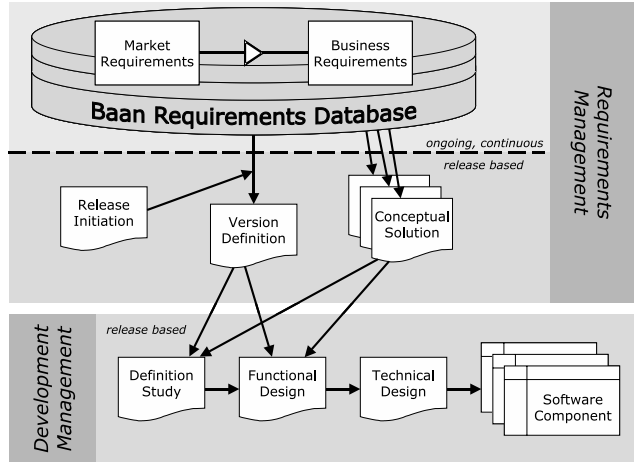 Market
Requirements
Business
Requirements
Baan Requirements Database
ongoing, continuous
release based
Requirements
Management
Release
Initiation
Version
Definition
Conceptual
Solution
Development
Management
release based
Definition
Study
Functional
Design
Technical
Design
Software
Component